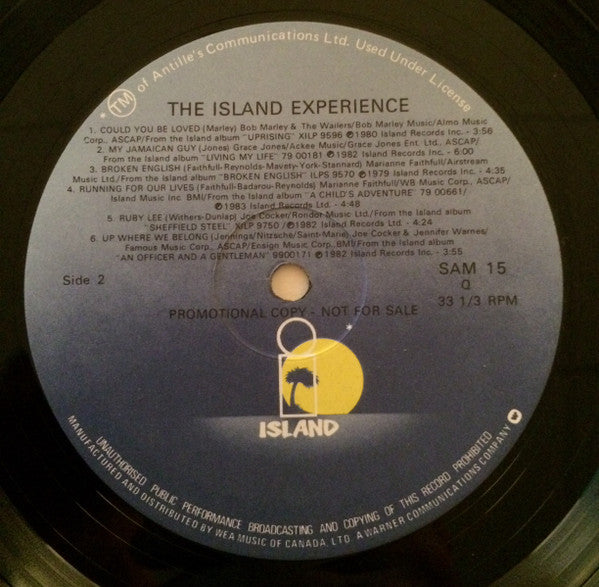 * TM of Antille's Communications Ltd. Used Under License
THE ISLAND EXPERIENCE
1. COULD YOU BE LOVED (Marley) Bob Marley & The Wailers/Bob Marley Music/Almo Music
Corp., ASCAP/From the Island album "UPRISING" XILP 9596 ℗1980 Island Records Inc. - 3:56
2. MY JAMAICAN GUY (Jones) Grace Jones/Ackee Music/Grace Jones Ent. Ltd., ASCAP/
From the Island album "LIVING MY LIFE" 79 00181 ℗1982 Island Records Inc. - 6:00
3. BROKEN ENGLISH (Faithfull-Reynolds-Mavety-York-Stannard) Marianne Faithfull/Airstream
Music Ltd./From the Island album "BROKEN ENGLISH" ILPS 9570 ℗1979 Island Records Inc. - 4:35
4. RUNNING FOR OUR LIVES (Faithfull-Badarou-Reynolds) Marianne Faithfull/WB Music Corp., ASCAP/
Island Music Inc. BMI/From the Island album "A CHILD'S ADVENTURE" 79 00661/
℗1983 Island Records Ltd. - 4:48
5. RUBY LEE (Withers-Dunlap) Joe Cocker/Rondor Music Ltd./From the Island album
"SHEFFIELD STEEL" XILP 9750 /℗1982 Island Records Ltd. - 4:24
6. UP WHERE WE BELONG (Jennings/Nitzsche/Saint-Marie) Joe Cocker & Jennifer Warnes/
Famous Music Corp., ASCAP/Ensign Music Corp., BMI/From the Island album
"AN OFFICER AND A GENTLEMAN" 9900171 ℗1982 Island Records Inc. - 3:55
Side 2
SAM 15
33 1/3 RPM
PROMOTIONAL COPY - NOT FOR SALE
*
ISLAND
UNAUTHORISED PUBLIC PERFORMANCE BROADCASTING AND COPYING OF THIS RECORD PROHIBITED
MANUFACTURED AND DISTRIBUTED BY WEA MUSIC OF CANADA, LTD. A WARNER COMMUNICATIONS COMPANY